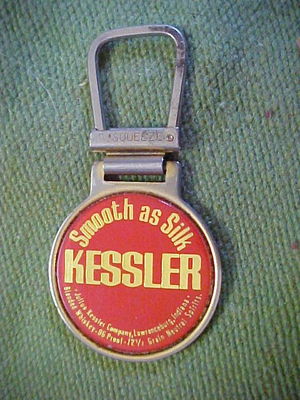 SQUEEZE
Smooth as Silk
KESSLER
·Julius Kessler Company, Lawrenceburg, Indiana·
Blended Whiskey·86 Proof·72½% Grain Neutral Spirits.